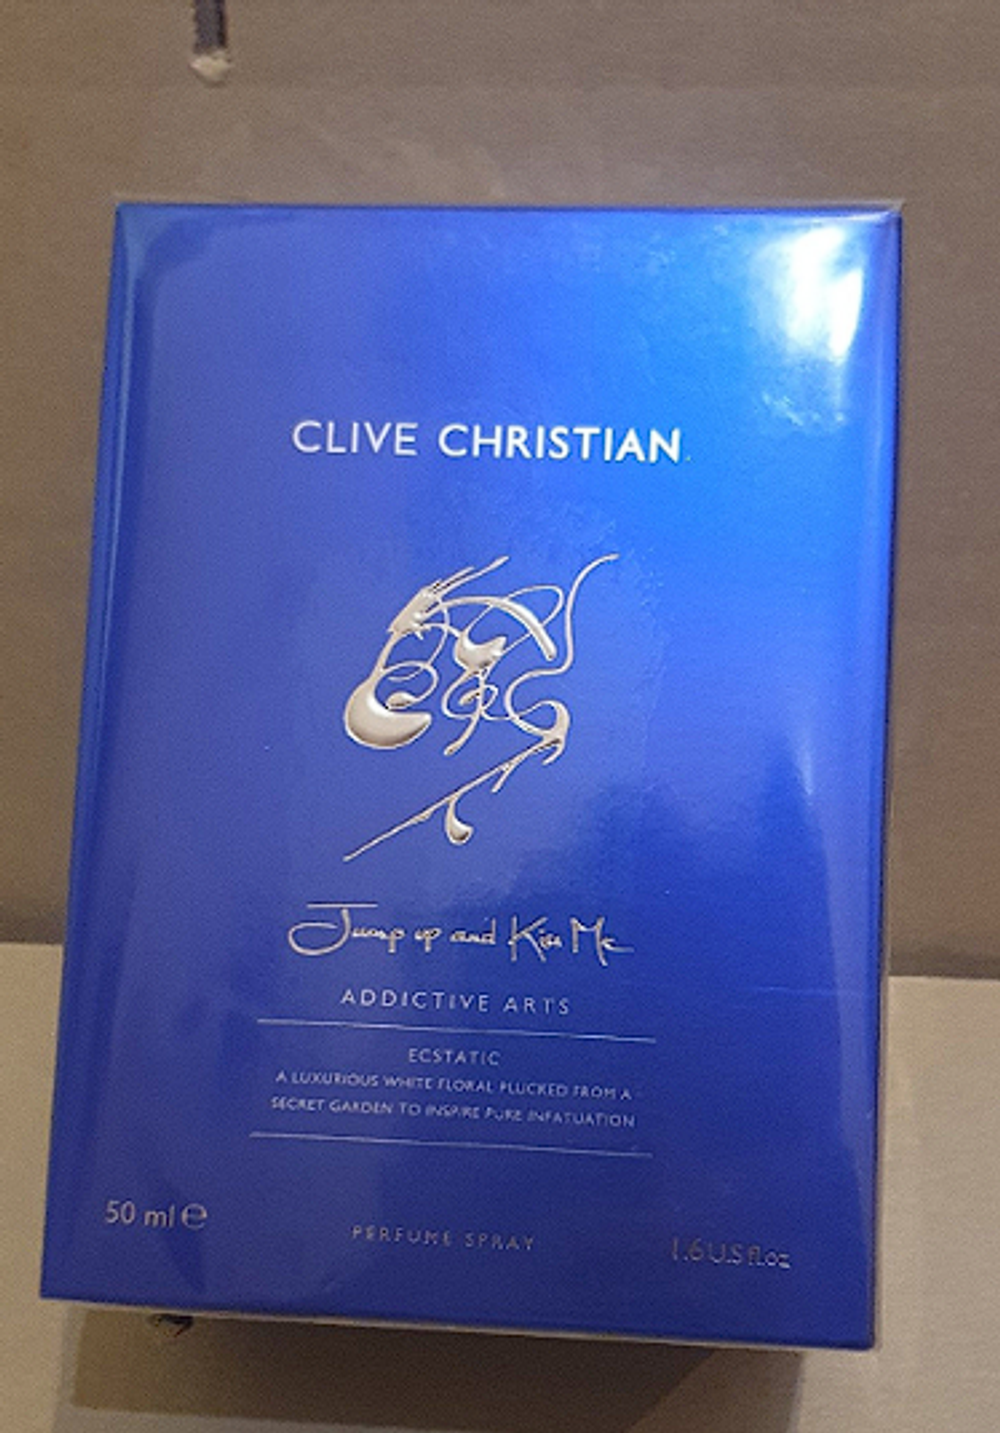 CLIVE CHRISTIAN.
Jump up and Kiss Me
ADDICTIVE ARTS
ECSTATIC
A LUXURIOUS WHITE FLORAL PLUCKED FROM A
SECRET GARDEN TO INSPIRE PURE INFATUATION
50 ml ℮
PERFUME SPRAY
1.6 U.S fl.oz